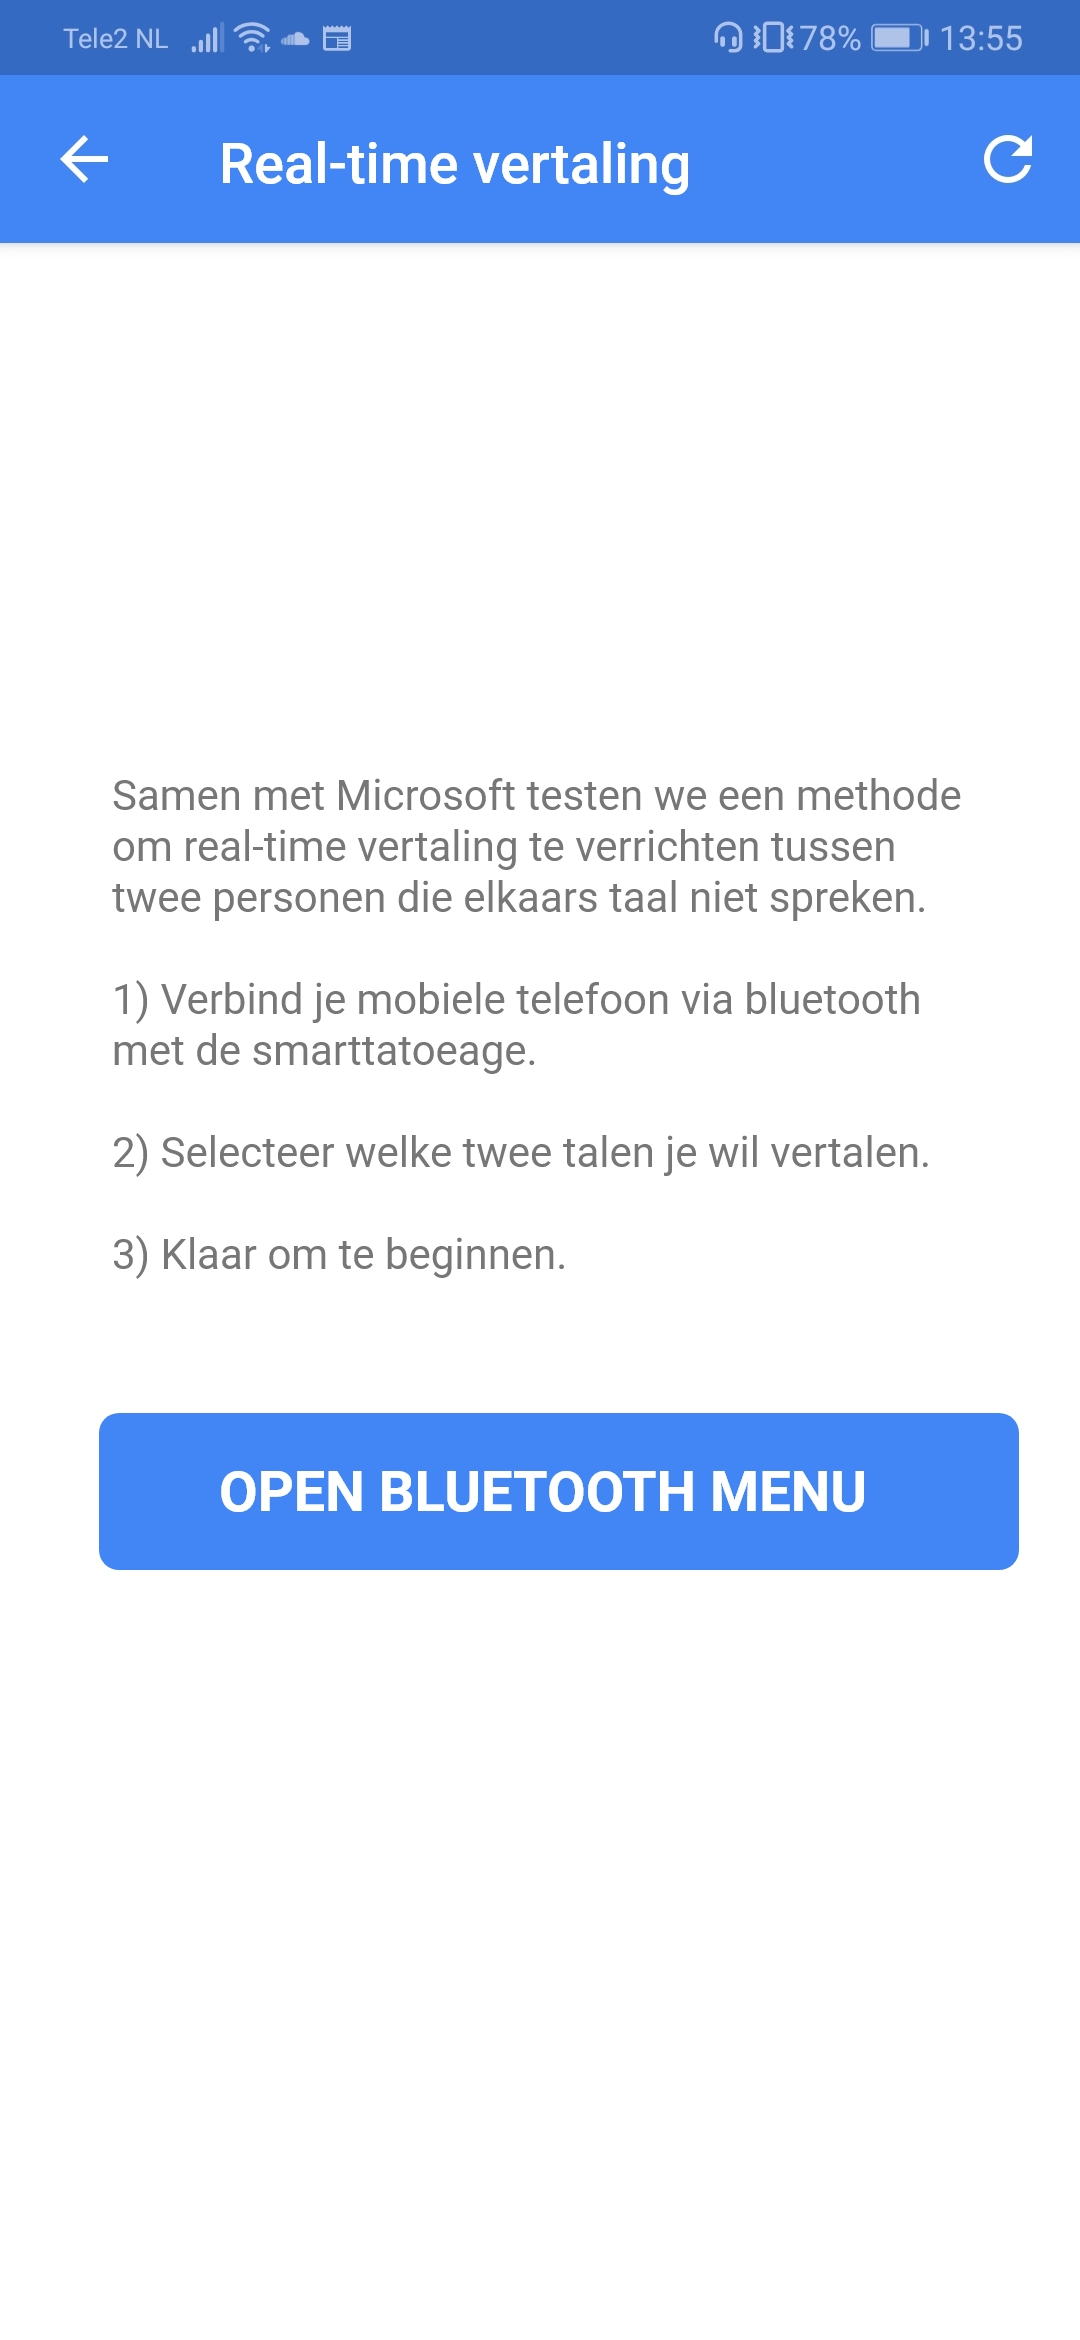 Tele2 NL 78% 13:55
Real-time vertaling
Samen met Microsoft testen we een methode
om real-time vertaling te verrichten tussen
twee personen die elkaars taal niet spreken.
1) Verbind je mobiele telefoon via bluetooth
met de smarttatoeage.
2) Selecteer welke twee talen je wil vertalen.
3) Klaar om te beginnen.
OPEN BLUETOOTH MENU